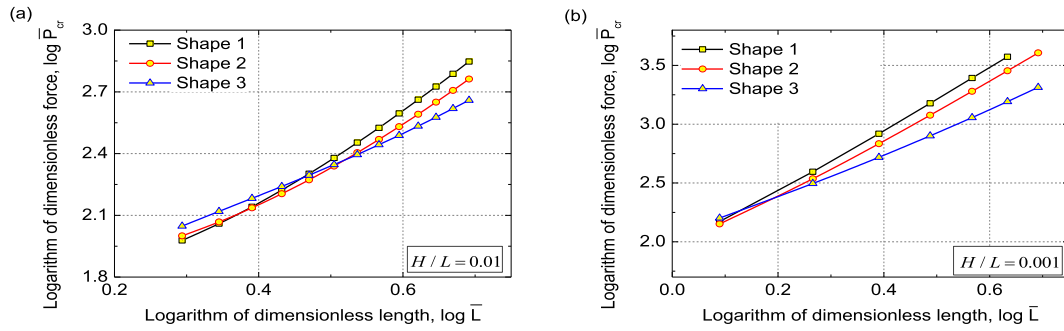 (a)
Logarithm of dimensionless force, log P̅cr
3.0
2.7
2.4
2.1
1.8
Shape 1
Shape 2
Shape 3
H / L = 0.01
0.2
0.4
0.6
Logarithm of dimensionless length, log L̅
(b)
Logarithm of dimensionless force, log P̅cr
3.5
3.0
2.5
2.0
Shape 1
Shape 2
Shape 3
H / L = 0.001
0.0
0.2
0.4
0.6
Logarithm of dimensionless length, log L̅